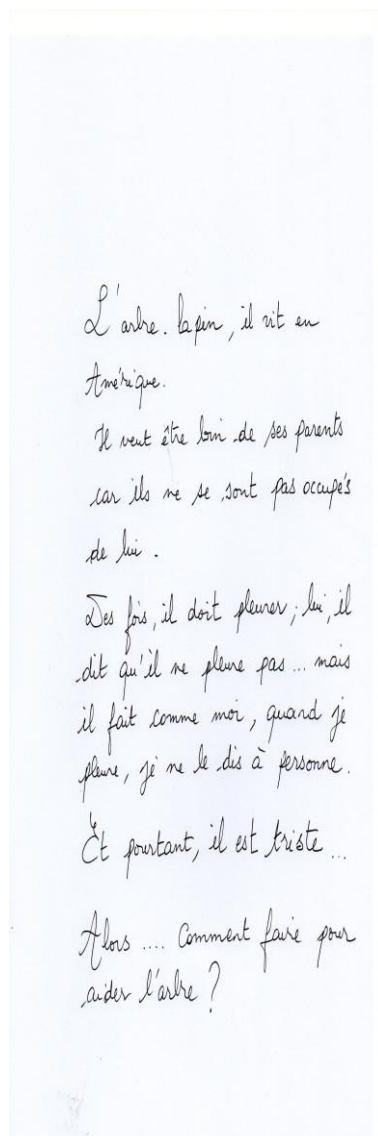 L'arbre.lapin, il vit en
Amérique.
Il veut être loin de ses parents
car ils ne se sont pas occupés
de lui.
Des fois, il doit pleurer ; lui, il
dit qu'il ne pleure pas... mais
il fait comme moi, quand je
pleure, je ne le dis à personne.
Et pourtant, il est triste...
Alors.... Comment faire pour
aider l'arbre ?